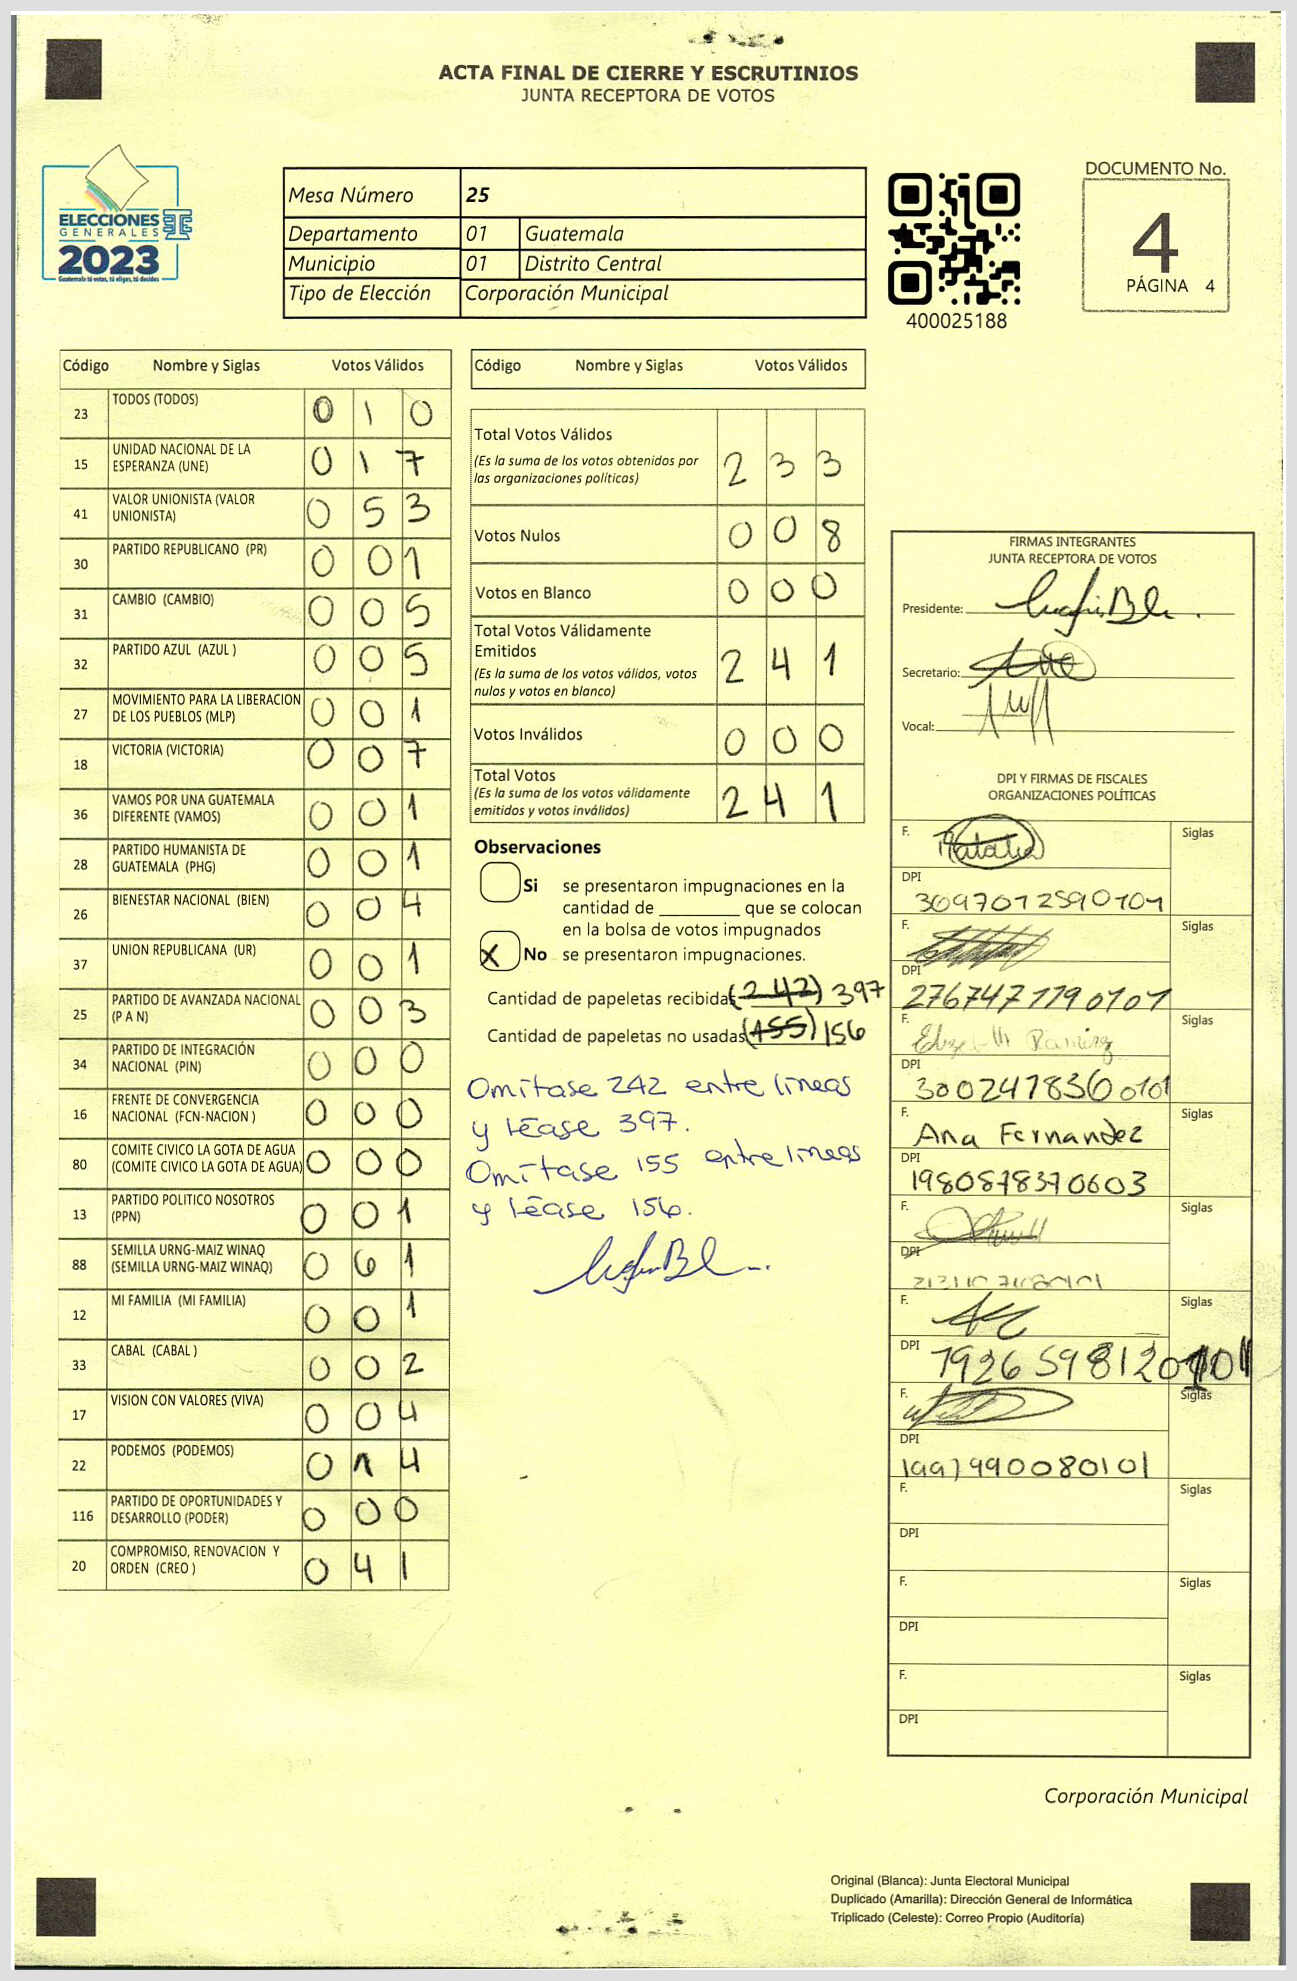 ACTA FINAL DE CIERRE Y ESCRUTINIOS
JUNTA RECEPTORA DE VOTOS
ELECCIONES
GENERALES
2023
Guatemala tú votas, tú eliges, tú decides
Mesa Número 25
Departamento 01 Guatemala
Municipio 01 Distrito Central
Tipo de Elección Corporación Municipal
400025188
DOCUMENTO No.
4
PÁGINA 4
Código Nombre y Siglas Votos Válidos
23 TODOS (TODOS) 0 1 0
15 UNIDAD NACIONAL DE LA ESPERANZA (UNE) 0 1 7
41 VALOR UNIONISTA (VALOR UNIONISTA) 0 5 3
30 PARTIDO REPUBLICANO (PR) 0 0 1
31 CAMBIO (CAMBIO) 0 0 5
32 PARTIDO AZUL (AZUL ) 0 0 5
27 MOVIMIENTO PARA LA LIBERACION DE LOS PUEBLOS (MLP) 0 0 1
18 VICTORIA (VICTORIA) 0 0 7
36 VAMOS POR UNA GUATEMALA DIFERENTE (VAMOS) 0 0 1
28 PARTIDO HUMANISTA DE GUATEMALA (PHG) 0 0 1
26 BIENESTAR NACIONAL (BIEN) 0 0 4
37 UNION REPUBLICANA (UR) 0 0 1
25 PARTIDO DE AVANZADA NACIONAL (P A N) 0 0 3
34 PARTIDO DE INTEGRACIÓN NACIONAL (PIN) 0 0 0
16 FRENTE DE CONVERGENCIA NACIONAL (FCN-NACION ) 0 0 0
80 COMITE CIVICO LA GOTA DE AGUA (COMITE CIVICO LA GOTA DE AGUA) 0 0 0
13 PARTIDO POLITICO NOSOTROS (PPN) 0 0 1
88 SEMILLA URNG-MAIZ WINAQ (SEMILLA URNG-MAIZ WINAQ) 0 6 1
12 MI FAMILIA (MI FAMILIA) 0 0 1
33 CABAL (CABAL ) 0 0 2
17 VISION CON VALORES (VIVA) 0 0 4
22 PODEMOS (PODEMOS) 0 1 4
116 PARTIDO DE OPORTUNIDADES Y DESARROLLO (PODER) 0 0 0
20 COMPROMISO, RENOVACION Y ORDEN (CREO ) 0 4 1
Código Nombre y Siglas Votos Válidos
Total Votos Válidos 2 3 3
(Es la suma de los votos obtenidos por
las organizaciones políticas)
Votos Nulos 0 0 8
Votos en Blanco 0 0 0
Total Votos Válidamente
Emitidos 2 4 1
(Es la suma de los votos válidos, votos
nulos y votos en blanco)
Votos Inválidos 0 0 0
Total Votos 2 4 1
(Es la suma de los votos válidamente
emitidos y votos inválidos)
Observaciones
Si se presentaron impugnaciones en la
cantidad de ________ que se colocan
en la bolsa de votos impugnados
X No se presentaron impugnaciones.
Cantidad de papeletas recibidas (242) 397
Cantidad de papeletas no usadas (155) 156
Omítase 242 entre líneas
y léase 397.
Omítase 155 entre líneas
y léase 156.
FIRMAS INTEGRANTES
JUNTA RECEPTORA DE VOTOS
Presidente:
Secretario:
Vocal:
DPI Y FIRMAS DE FISCALES
ORGANIZACIONES POLÍTICAS
F. Natalia Siglas
DPI 3097012590101
F. Siglas
DPI 2767471190101
F. Elizabeth Ramirez Siglas
DPI 3002478360101
F. Ana Fernandez Siglas
DPI 1980878370603
F. Siglas
DPI
F. Siglas
DPI
F. Siglas
DPI 1997990080101
F. Siglas
DPI
F. Siglas
DPI
F. Siglas
DPI
Corporación Municipal
Original (Blanca): Junta Electoral Municipal
Duplicado (Amarilla): Dirección General de Informática
Triplicado (Celeste): Correo Propio (Auditoría)